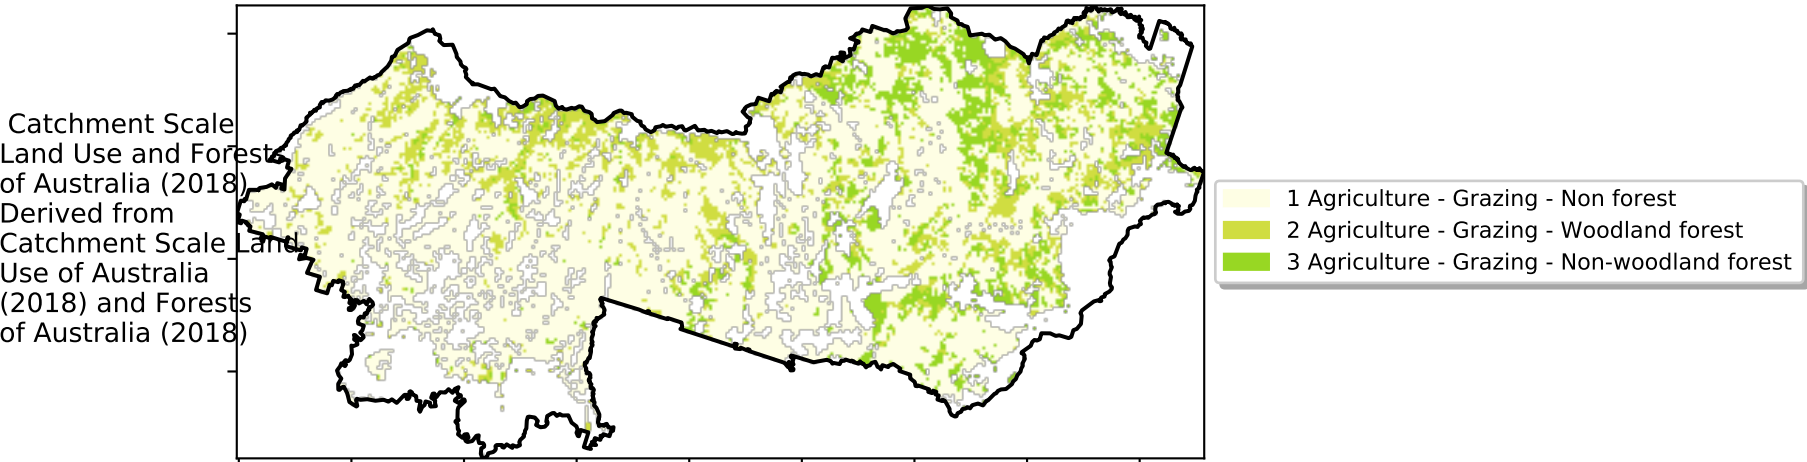 Catchment Scale
Land Use and Forests
of Australia (2018)
Derived from
Catchment Scale Land
Use of Australia
(2018) and Forests
of Australia (2018)
1 Agriculture - Grazing - Non forest
2 Agriculture - Grazing - Woodland forest
3 Agriculture - Grazing - Non-woodland forest